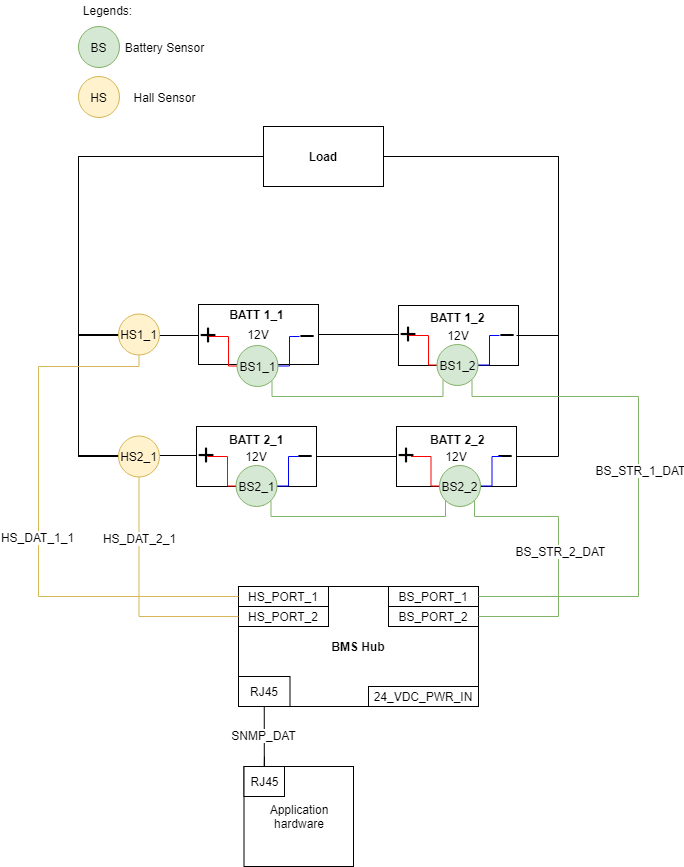 Legends:
BS Battery Sensor
HS Hall Sensor
Load
BATT 1_1
12V
BATT 1_2
12V
HS1_1
+
−
+
−
BS1_1
BS1_2
BATT 2_1
12V
BATT 2_2
12V
HS2_1
+
−
+
−
BS2_1
BS2_2
BS_STR_1_DAT
HS_DAT_1_1
HS_DAT_2_1
BS_STR_2_DAT
HS_PORT_1
BS_PORT_1
HS_PORT_2
BS_PORT_2
BMS Hub
RJ45
24_VDC_PWR_IN
SNMP_DAT
RJ45
Application
hardware